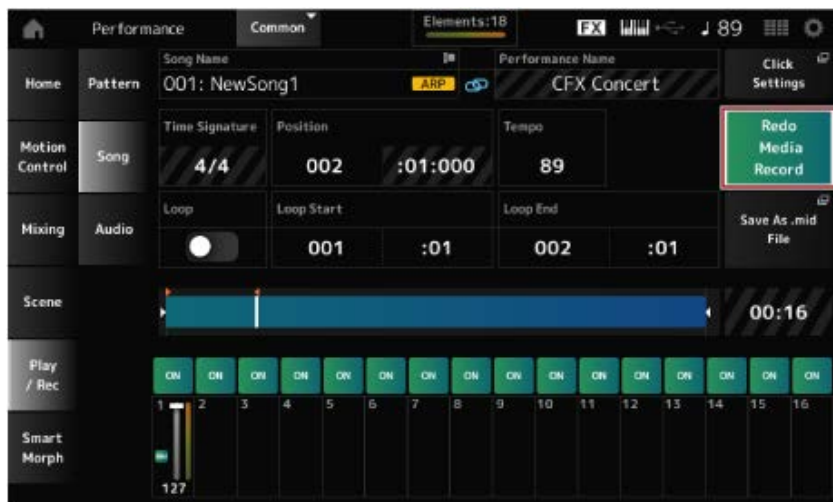 Performance
Common
Elements:18
FX
♩ 89
Home
Pattern
Song Name
001: NewSong1
ARP
Performance Name
CFX Concert
Click
Settings
Motion
Control
Song
Time Signature
4/4
Position
002
:01:000
Tempo
89
Redo
Media
Record
Mixing
Audio
Loop
Loop Start
001
:01
Loop End
002
:01
Save As .mid
File
Scene
00:16
Play
/ Rec
ON ON ON ON ON ON ON ON ON ON ON ON ON ON ON ON
1 2 3 4 5 6 7 8 9 10 11 12 13 14 15 16
Smart
Morph
127